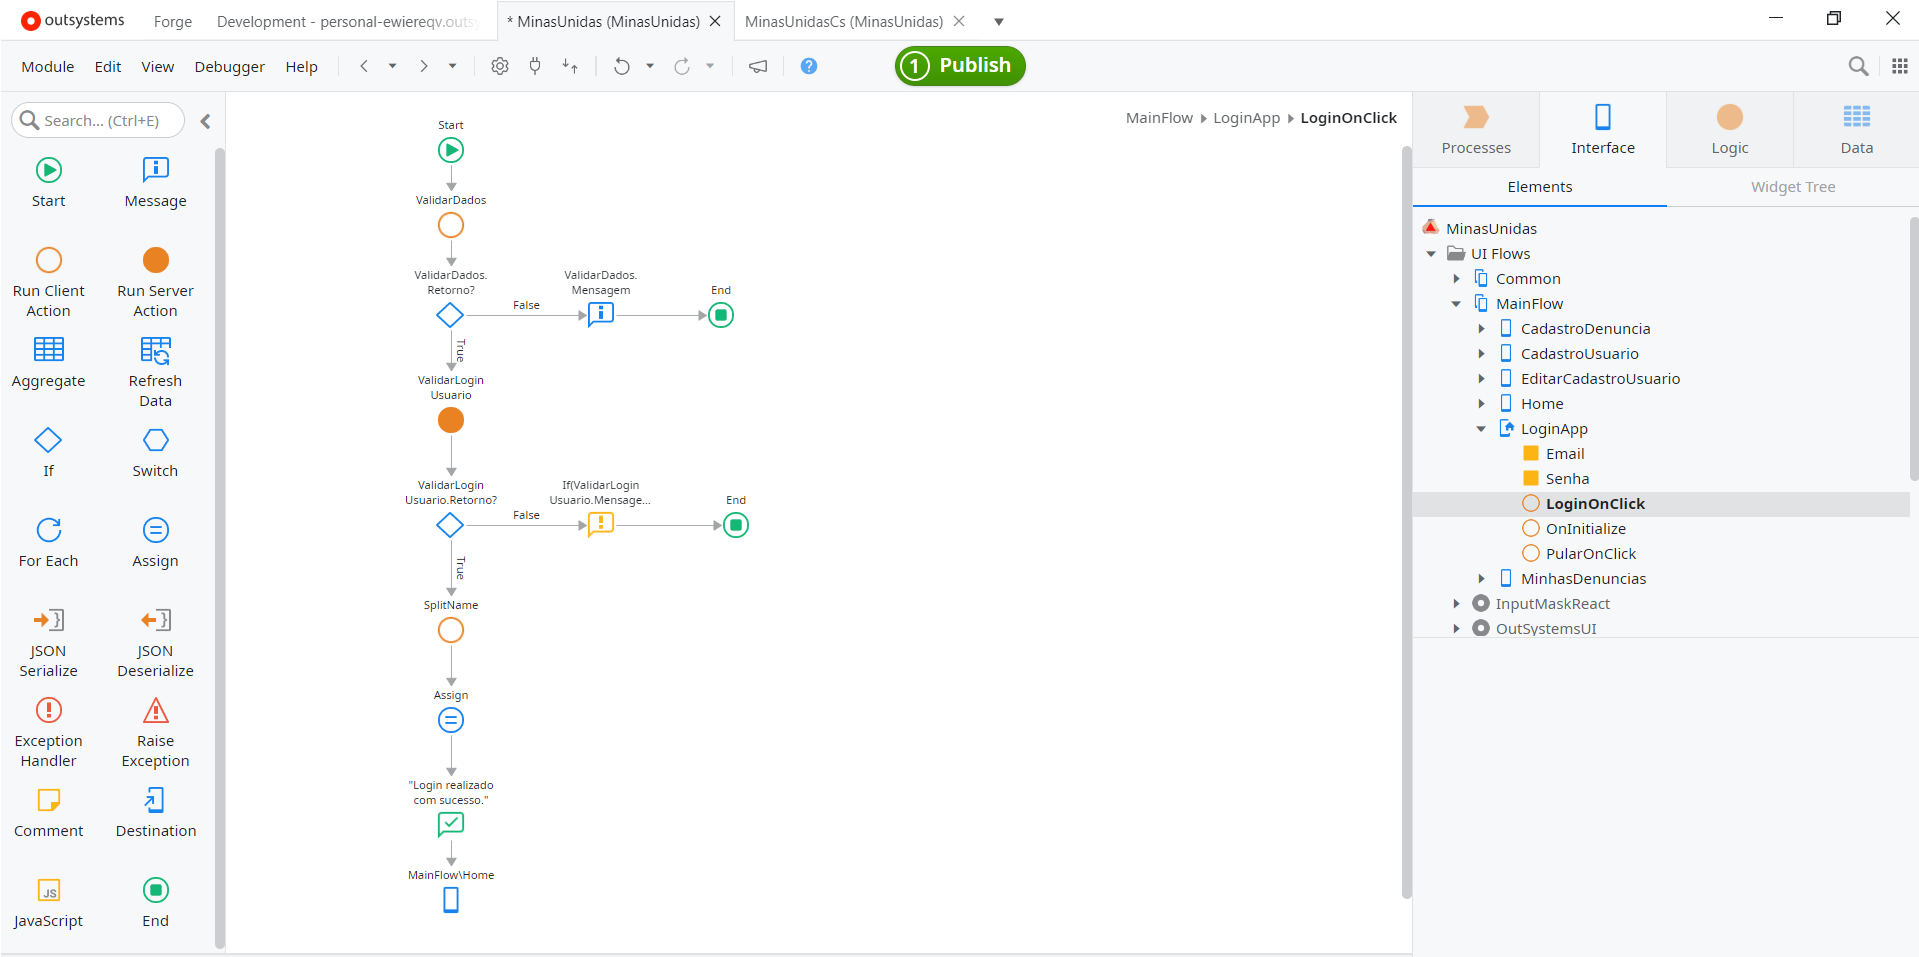 outsystems
Forge
Development - personal-ewiereqv.outsy
* MinasUnidas (MinasUnidas)
MinasUnidasCs (MinasUnidas)
Module
Edit
View
Debugger
Help
?
1
Publish
Search... (Ctrl+E)
Start
Message
Run Client
Action
Run Server
Action
Aggregate
Refresh
Data
If
Switch
For Each
Assign
JSON
Serialize
JSON
Deserialize
Exception
Handler
Raise
Exception
Comment
Destination
JS
JavaScript
End
MainFlow
LoginApp
LoginOnClick
Start
ValidarDados
ValidarDados.
Retorno?
False
ValidarDados.
Mensagem
End
True
ValidarLogin
Usuario
ValidarLogin
Usuario.Retorno?
False
If(ValidarLogin
Usuario.Mensage...
End
True
SplitName
Assign
"Login realizado
com sucesso."
MainFlow\Home
Processes
Interface
Logic
Data
Elements
Widget Tree
MinasUnidas
UI Flows
Common
MainFlow
CadastroDenuncia
CadastroUsuario
EditarCadastroUsuario
Home
LoginApp
Email
Senha
LoginOnClick
OnInitialize
PularOnClick
MinhasDenuncias
InputMaskReact
OutSystemsUI